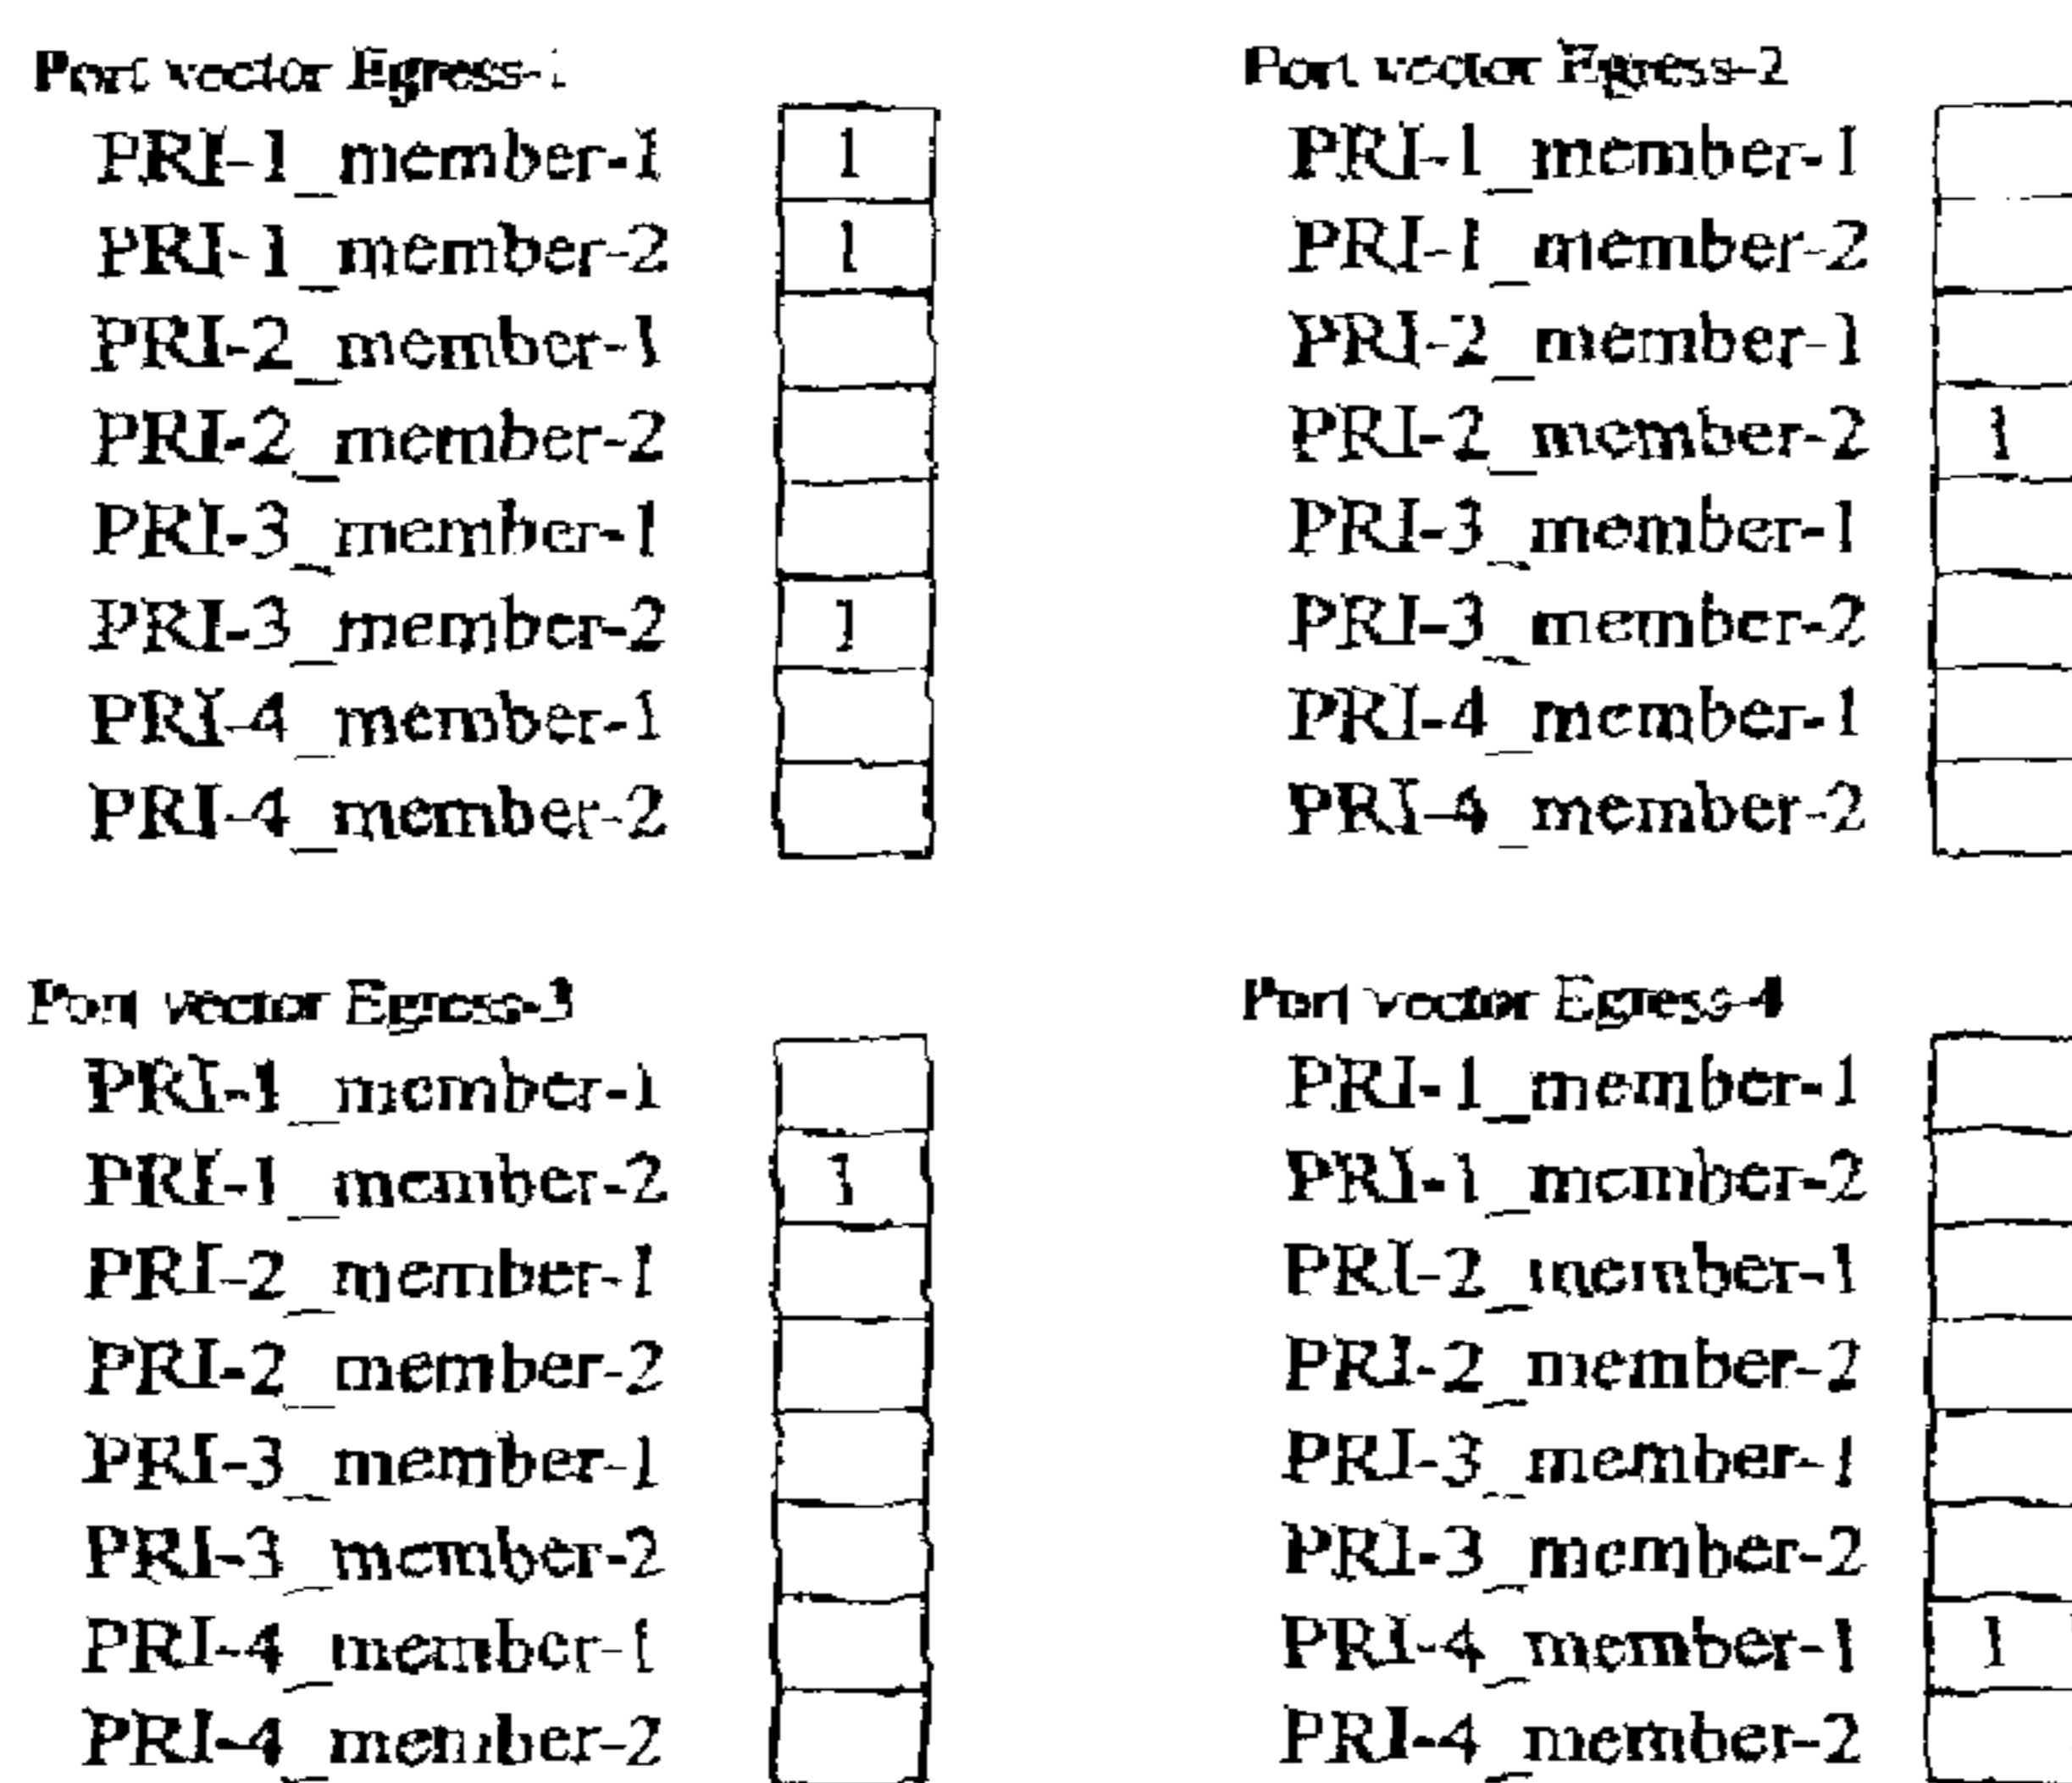 Port vector Egress-1
PRI-1_member-1 1
PRI-1_member-2 1
PRI-2_member-1
PRI-2_member-2
PRI-3_member-1
PRI-3_member-2 1
PRI-4_member-1
PRI-4_member-2
Port vector Egress-2
PRI-1_member-1
PRI-1_member-2
PRI-2_member-1
PRI-2_member-2 1
PRI-3_member-1
PRI-3_member-2
PRI-4_member-1
PRI-4_member-2
Port vector Egress-3
PRI-1_member-1
PRI-1_member-2 1
PRI-2_member-1
PRI-2_member-2
PRI-3_member-1
PRI-3_member-2
PRI-4_member-1
PRI-4_member-2
Port vector Egress-4
PRI-1_member-1
PRI-1_member-2
PRI-2_member-1
PRI-2_member-2
PRI-3_member-1
PRI-3_member-2
PRI-4_member-1 1
PRI-4_member-2